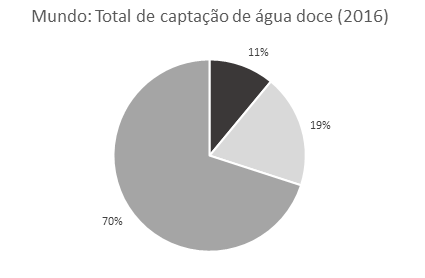 Mundo: Total de captação de água doce (2016)
11%
19%
70%